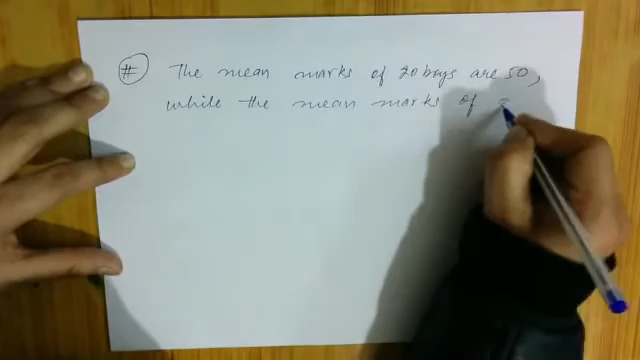 # The mean marks of 20 boys are 50,
while the mean marks of